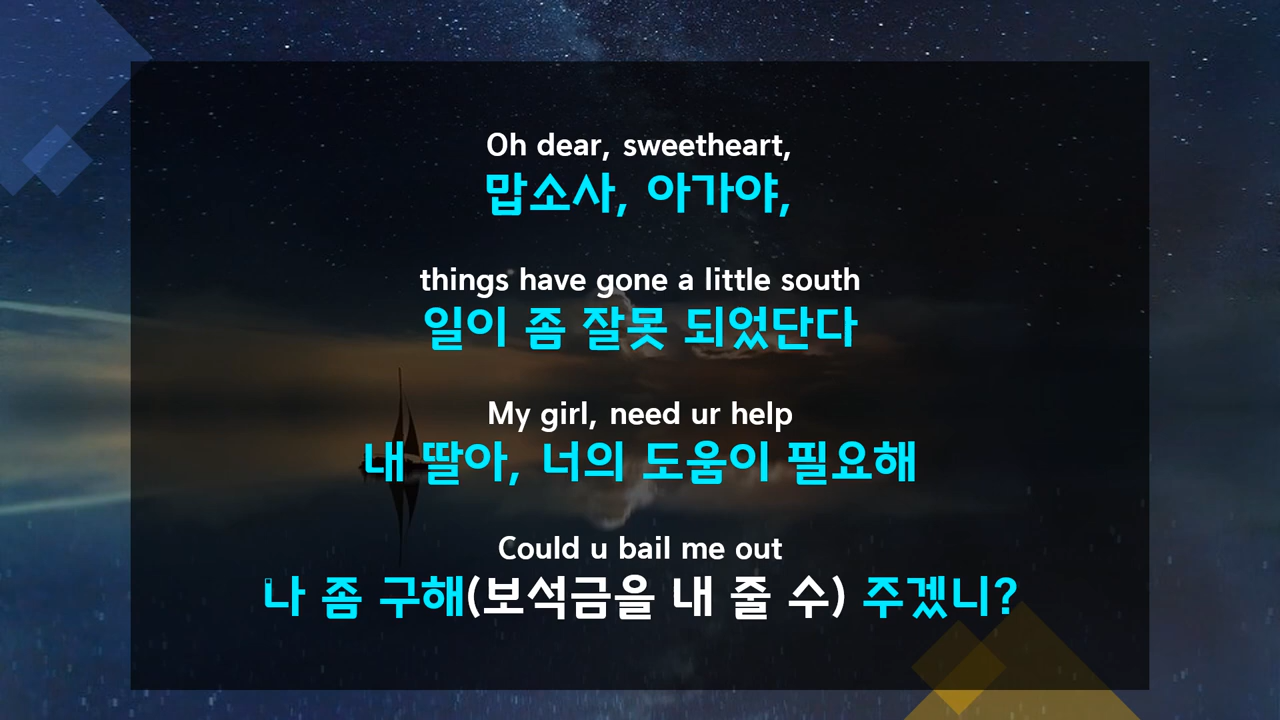 Oh dear, sweetheart,
맙소사, 아가야,
things have gone a little south
일이 좀 잘못 되었단다
My girl, need ur help
내 딸아, 너의 도움이 필요해
Could u bail me out
나 좀 구해(보석금을 내 줄 수) 주겠니?